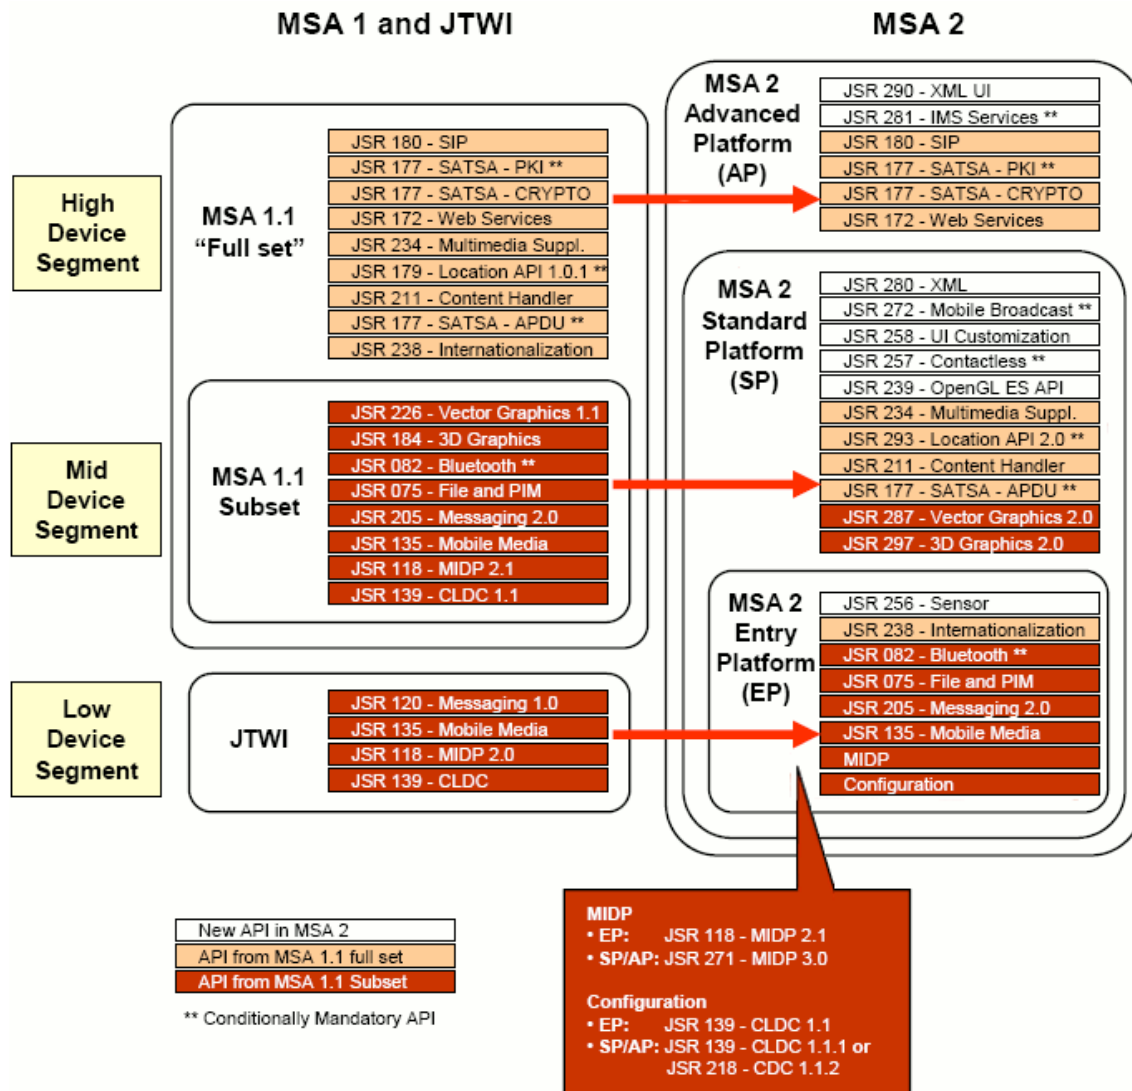 MSA 1 and JTWI
MSA 2
High
Device
Segment
MSA 1.1
“Full set”
JSR 180 - SIP
JSR 177 - SATSA - PKI **
JSR 177 - SATSA - CRYPTO
JSR 172 - Web Services
JSR 234 - Multimedia Suppl.
JSR 179 - Location API 1.0.1 **
JSR 211 - Content Handler
JSR 177 - SATSA - APDU **
JSR 238 - Internationalization
MSA 2
Advanced
Platform
(AP)
JSR 290 - XML UI
JSR 281 - IMS Services **
JSR 180 - SIP
JSR 177 - SATSA - PKI **
JSR 177 - SATSA - CRYPTO
JSR 172 - Web Services
Mid
Device
Segment
MSA 1.1
Subset
JSR 226 - Vector Graphics 1.1
JSR 184 - 3D Graphics
JSR 082 - Bluetooth **
JSR 075 - File and PIM
JSR 205 - Messaging 2.0
JSR 135 - Mobile Media
JSR 118 - MIDP 2.1
JSR 139 - CLDC 1.1
MSA 2
Standard
Platform
(SP)
JSR 280 - XML
JSR 272 - Mobile Broadcast **
JSR 258 - UI Customization
JSR 257 - Contactless **
JSR 239 - OpenGL ES API
JSR 234 - Multimedia Suppl.
JSR 293 - Location API 2.0 **
JSR 211 - Content Handler
JSR 177 - SATSA - APDU **
JSR 287 - Vector Graphics 2.0
JSR 297 - 3D Graphics 2.0
Low
Device
Segment
JTWI
JSR 120 - Messaging 1.0
JSR 135 - Mobile Media
JSR 118 - MIDP 2.0
JSR 139 - CLDC
MSA 2
Entry
Platform
(EP)
JSR 256 - Sensor
JSR 238 - Internationalization
JSR 082 - Bluetooth **
JSR 075 - File and PIM
JSR 205 - Messaging 2.0
JSR 135 - Mobile Media
MIDP
Configuration
MIDP
• EP: JSR 118 - MIDP 2.1
• SP/AP: JSR 271 - MIDP 3.0
Configuration
• EP: JSR 139 - CLDC 1.1
• SP/AP: JSR 139 - CLDC 1.1.1 or
JSR 218 - CDC 1.1.2
New API in MSA 2
API from MSA 1.1 full set
API from MSA 1.1 Subset
** Conditionally Mandatory API